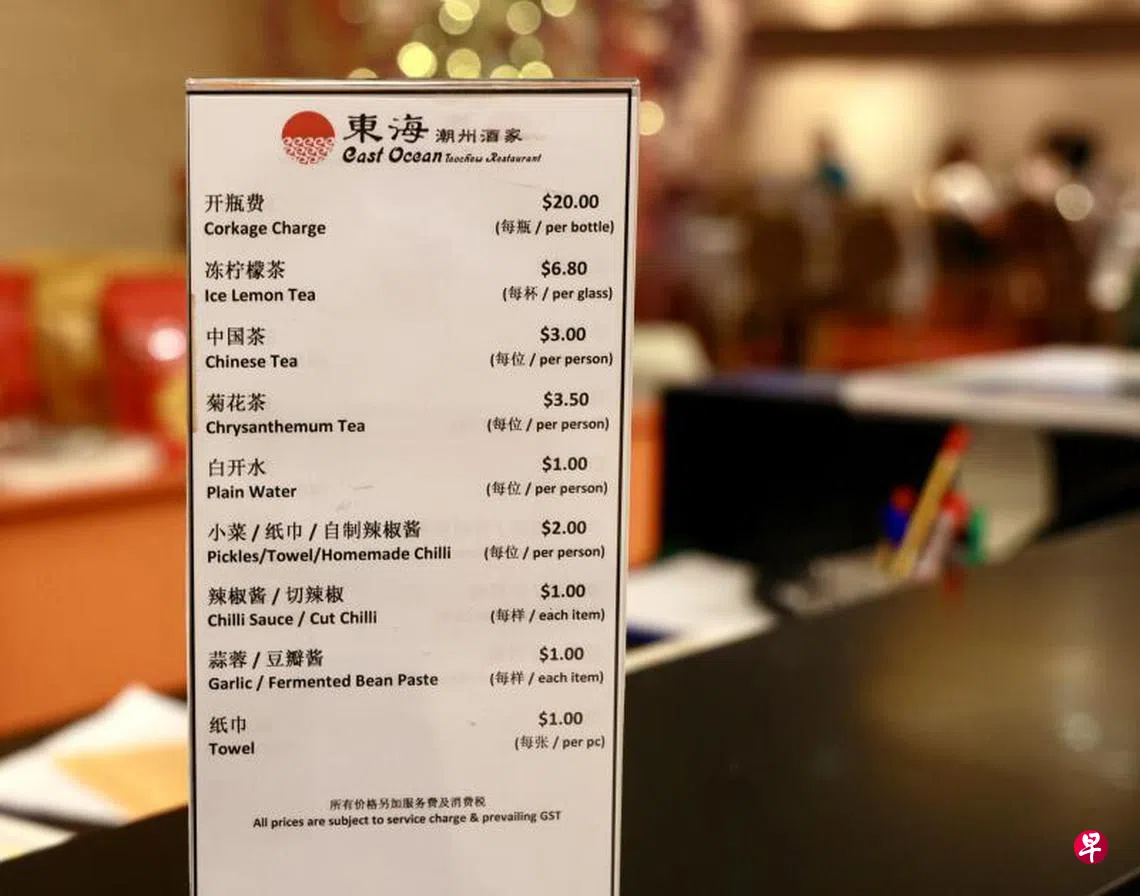 東海 潮州酒家
East Ocean Teochew Restaurant
开瓶费 $20.00
Corkage Charge (每瓶 / per bottle)
冻柠檬茶 $6.80
Ice Lemon Tea (每杯 / per glass)
中国茶 $3.00
Chinese Tea (每位 / per person)
菊花茶 $3.50
Chrysanthemum Tea (每位 / per person)
白开水 $1.00
Plain Water (每位 / per person)
小菜 / 纸巾 / 自制辣椒酱 $2.00
Pickles/Towel/Homemade Chilli (每位 / per person)
辣椒酱 / 切辣椒 $1.00
Chilli Sauce / Cut Chilli (每样 / each item)
蒜蓉 / 豆瓣酱 $1.00
Garlic / Fermented Bean Paste (每样 / each item)
纸巾 $1.00
Towel (每张 / per pc)
所有价格另加服务费及消费税
All prices are subject to service charge & prevailing GST
早